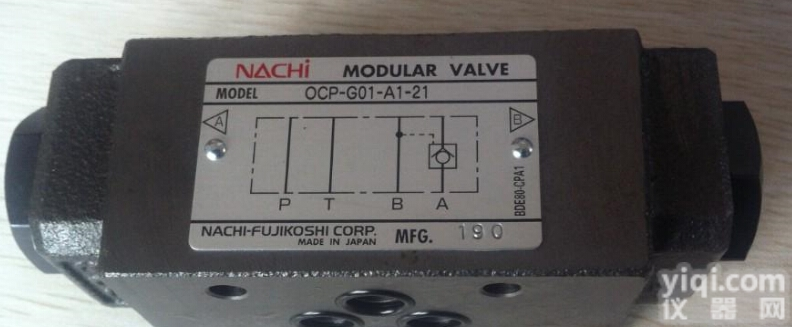 NACHi MODULAR VALVE
MODEL OCP-G01-A1-21
A B
P T B A
BDE80-CPA1
NACHI-FUJIKOSHI CORP.
MADE IN JAPAN MFG. 190
yiqi.com
仪器网